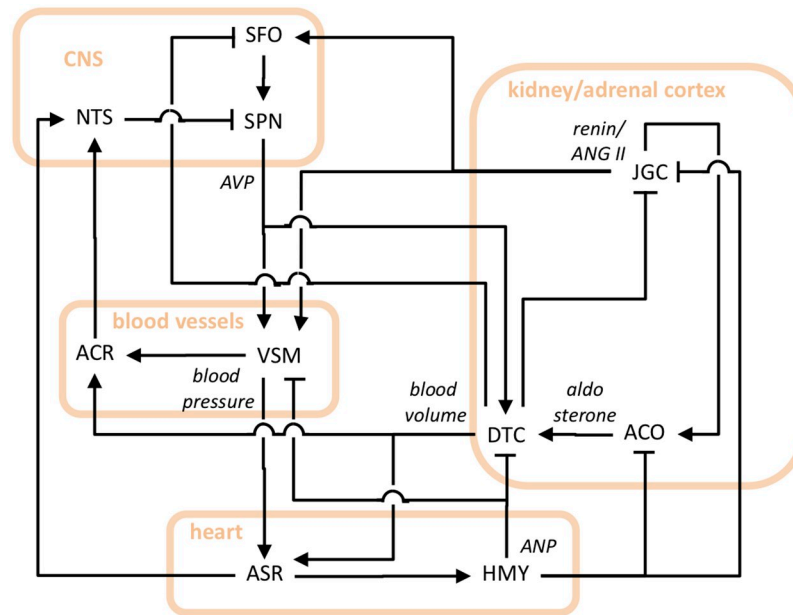 SFO
CNS
kidney/adrenal cortex
NTS
SPN
renin/
ANG II
JGC
AVP
blood vessels
ACR
VSM
blood
pressure
blood
volume
aldo
sterone
DTC
ACO
heart
ANP
ASR
HMY